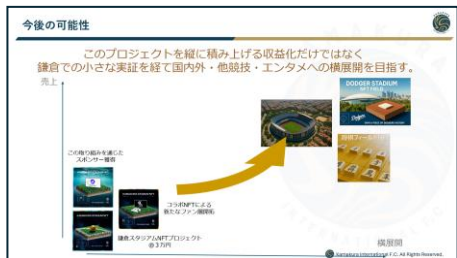 今後の可能性
このプロジェクトを縦に積み上げる収益化だけではなく
鎌倉での小さな実証を経て国内外・他競技・エンタメへの横展開を目指す。
売上
この取り組みを通じた
スポンサー獲得
コラボNFTによる
新たなファン層開拓
鎌倉スタジアムNFTプロジェクト
@3万円
DODGER STADIUM
NFT FIELD
横展開
Kamakura International F.C. All Rights Reserved.